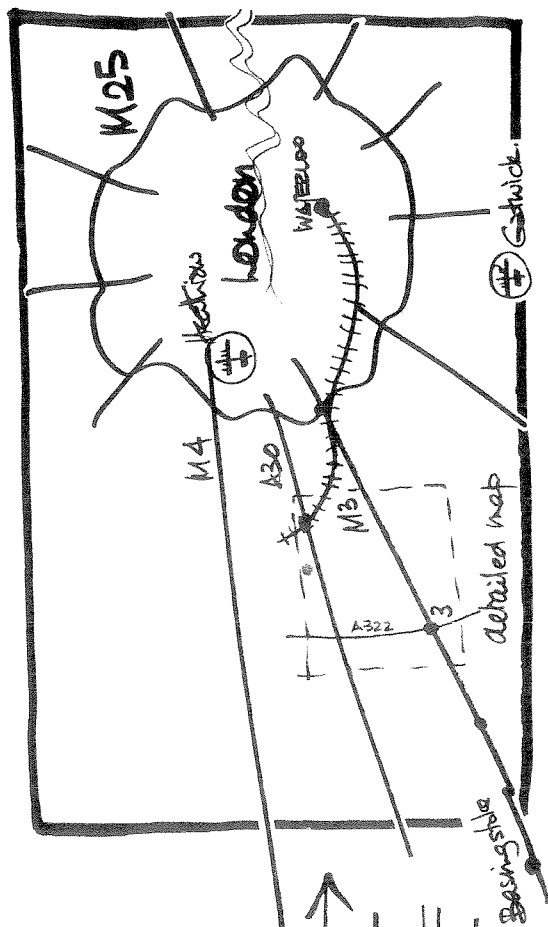 M25
London
WATERLOO
Heathrow
Gatwick.
M4
A30
M3
A322
3
detailed map
Basingstoke